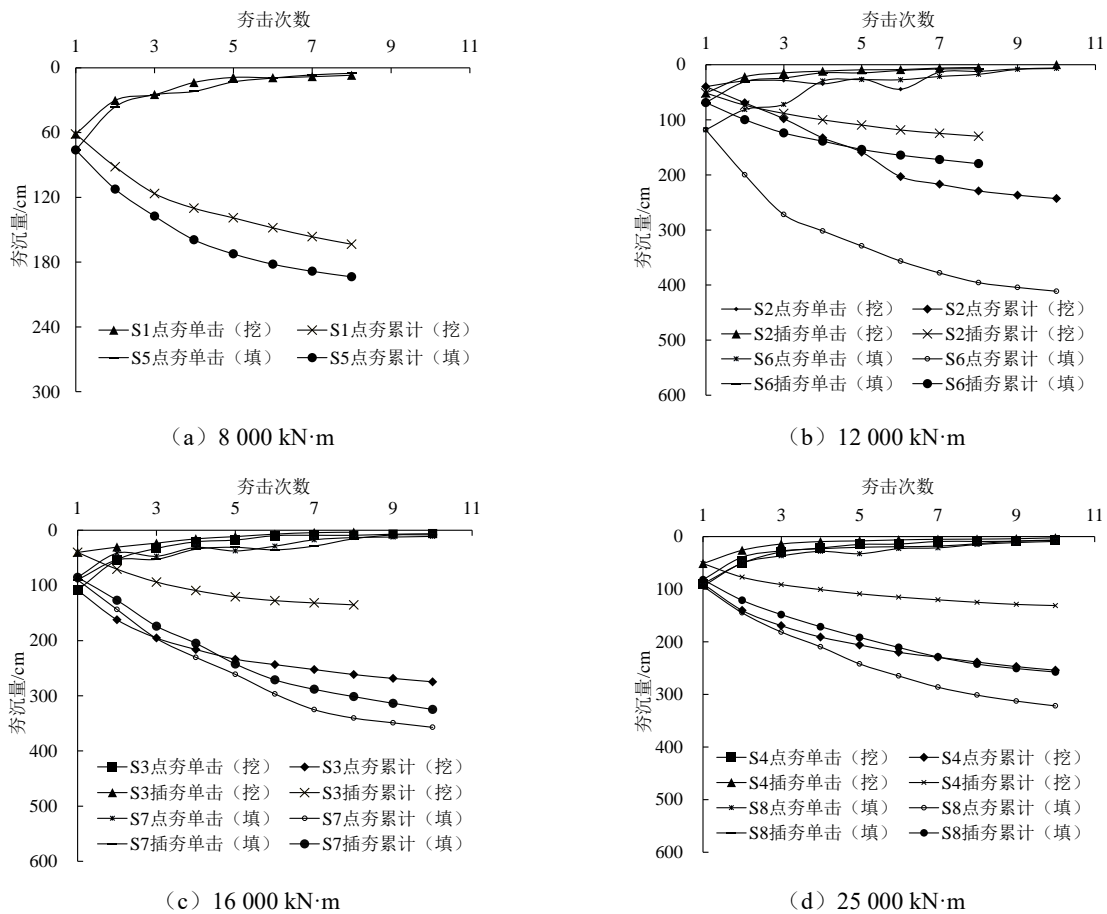 夯击次数
1 3 5 7 9 11
0
60
120
180
240
300
夯沉量/cm
S1点夯单击（挖） S1点夯累计（挖）
S5点夯单击（填） S5点夯累计（填）
（a）8 000 kN·m
夯击次数
1 3 5 7 9 11
0
100
200
300
400
500
600
夯沉量/cm
S2点夯单击（挖） S2点夯累计（挖）
S2插夯单击（挖） S2插夯累计（挖）
S6点夯单击（填） S6点夯累计（填）
S6插夯单击（填） S6插夯累计（填）
（b）12 000 kN·m
夯击次数
1 3 5 7 9 11
0
100
200
300
400
500
600
夯沉量/cm
S3点夯单击（挖） S3点夯累计（挖）
S3插夯单击（挖） S3插夯累计（挖）
S7点夯单击（填） S7点夯累计（填）
S7插夯单击（填） S7插夯累计（填）
（c）16 000 kN·m
夯击次数
1 3 5 7 9 11
0
100
200
300
400
500
600
夯沉量/cm
S4点夯单击（挖） S4点夯累计（挖）
S4插夯单击（挖） S4插夯累计（挖）
S8点夯单击（填） S8点夯累计（填）
S8插夯单击（填） S8插夯累计（填）
（d）25 000 kN·m